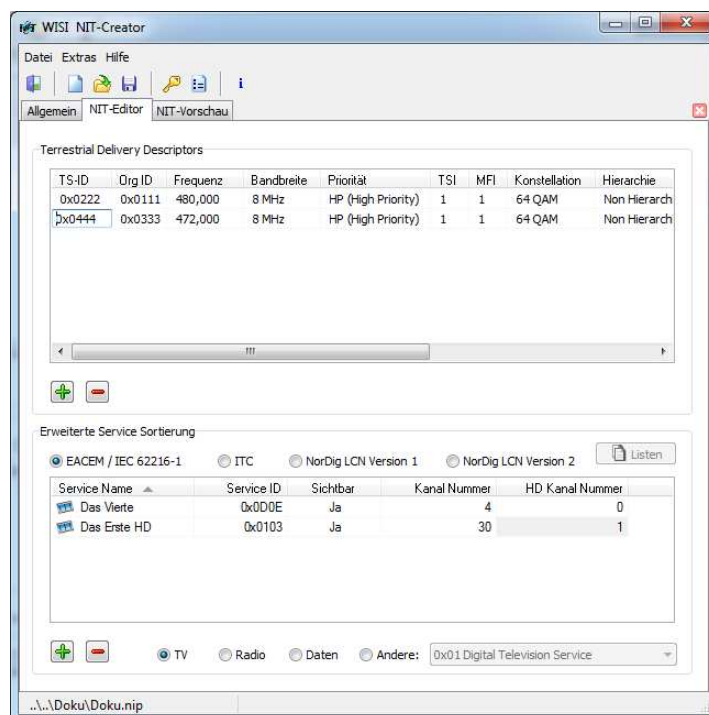 WISI NIT-Creator
Datei Extras Hilfe
Allgemein NIT-Editor NIT-Vorschau
Terrestrial Delivery Descriptors
TS-ID Org ID Frequenz Bandbreite Priorität TSI MFI Konstellation Hierarchie
0x0222 0x0111 480,000 8 MHz HP (High Priority) 1 1 64 QAM Non Hierarch
0x0444 0x0333 472,000 8 MHz HP (High Priority) 1 1 64 QAM Non Hierarch
Erweiterte Service Sortierung
EACEM / IEC 62216-1 ITC NorDig LCN Version 1 NorDig LCN Version 2 Listen
Service Name Service ID Sichtbar Kanal Nummer HD Kanal Nummer
Das Vierte 0x0D0E Ja 4 0
Das Erste HD 0x0103 Ja 30 1
TV Radio Daten Andere: 0x01 Digital Television Service
..\..\Doku\Doku.nip